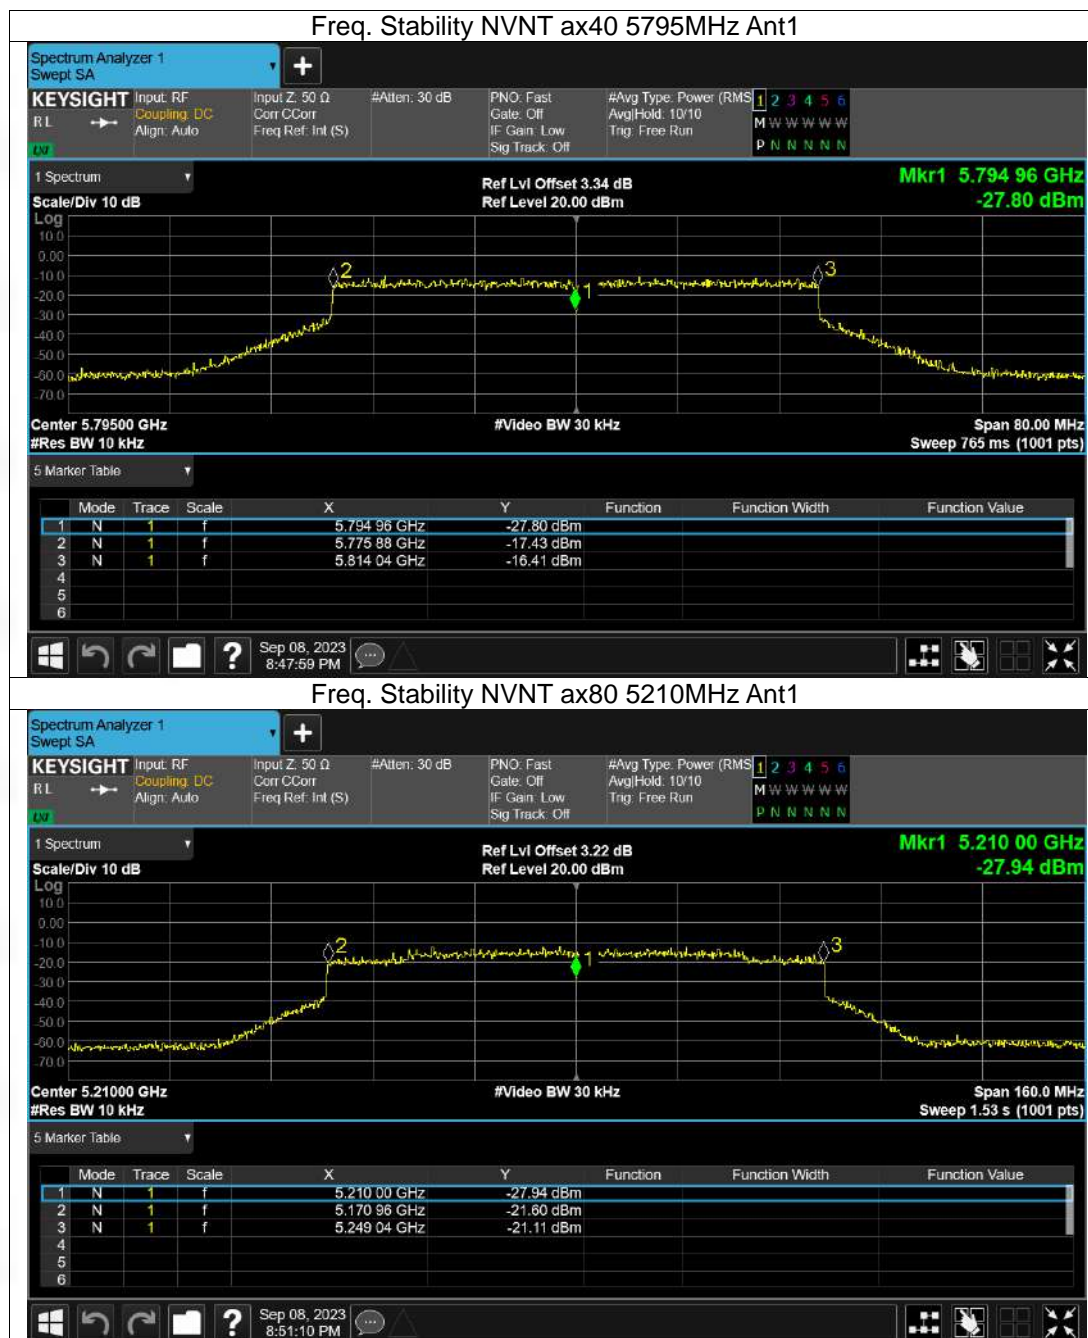 Freq. Stability NVNT ax40 5795MHz Ant1
Spectrum Analyzer 1
Swept SA
+
KEYSIGHT Input: RF Input Z: 50 Ω #Atten: 30 dB PNO: Fast #Avg Type: Power (RMS 1 2 3 4 5 6
RL Coupling: DC Corr CCorr Gate: Off Avg|Hold: 10/10 M W W W W W
Align: Auto Freq Ref: Int (S) IF Gain: Low Trig: Free Run
LXI Sig Track: Off P N N N N N
1 Spectrum Ref Lvl Offset 3.34 dB Mkr1 5.794 96 GHz
Scale/Div 10 dB Ref Level 20.00 dBm -27.80 dBm
Log
10.0
0.00
-10.0 2 3
-20.0 1
-30.0
-40.0
-50.0
-60.0
-70.0
Center 5.79500 GHz #Video BW 30 kHz Span 80.00 MHz
#Res BW 10 kHz Sweep 765 ms (1001 pts)
5 Marker Table
Mode Trace Scale X Y Function Function Width Function Value
1 N 1 f 5.794 96 GHz -27.80 dBm
2 N 1 f 5.775 88 GHz -17.43 dBm
3 N 1 f 5.814 04 GHz -16.41 dBm
4
5
6
? Sep 08, 2023
8:47:59 PM
Freq. Stability NVNT ax80 5210MHz Ant1
Spectrum Analyzer 1
Swept SA
+
KEYSIGHT Input: RF Input Z: 50 Ω #Atten: 30 dB PNO: Fast #Avg Type: Power (RMS 1 2 3 4 5 6
RL Coupling: DC Corr CCorr Gate: Off Avg|Hold: 10/10 M W W W W W
Align: Auto Freq Ref: Int (S) IF Gain: Low Trig: Free Run
LXI Sig Track: Off P N N N N N
1 Spectrum Ref Lvl Offset 3.22 dB Mkr1 5.210 00 GHz
Scale/Div 10 dB Ref Level 20.00 dBm -27.94 dBm
Log
10.0
0.00
-10.0 2 3
-20.0 1
-30.0
-40.0
-50.0
-60.0
-70.0
Center 5.21000 GHz #Video BW 30 kHz Span 160.0 MHz
#Res BW 10 kHz Sweep 1.53 s (1001 pts)
5 Marker Table
Mode Trace Scale X Y Function Function Width Function Value
1 N 1 f 5.210 00 GHz -27.94 dBm
2 N 1 f 5.170 96 GHz -21.60 dBm
3 N 1 f 5.249 04 GHz -21.11 dBm
4
5
6
? Sep 08, 2023
8:51:10 PM